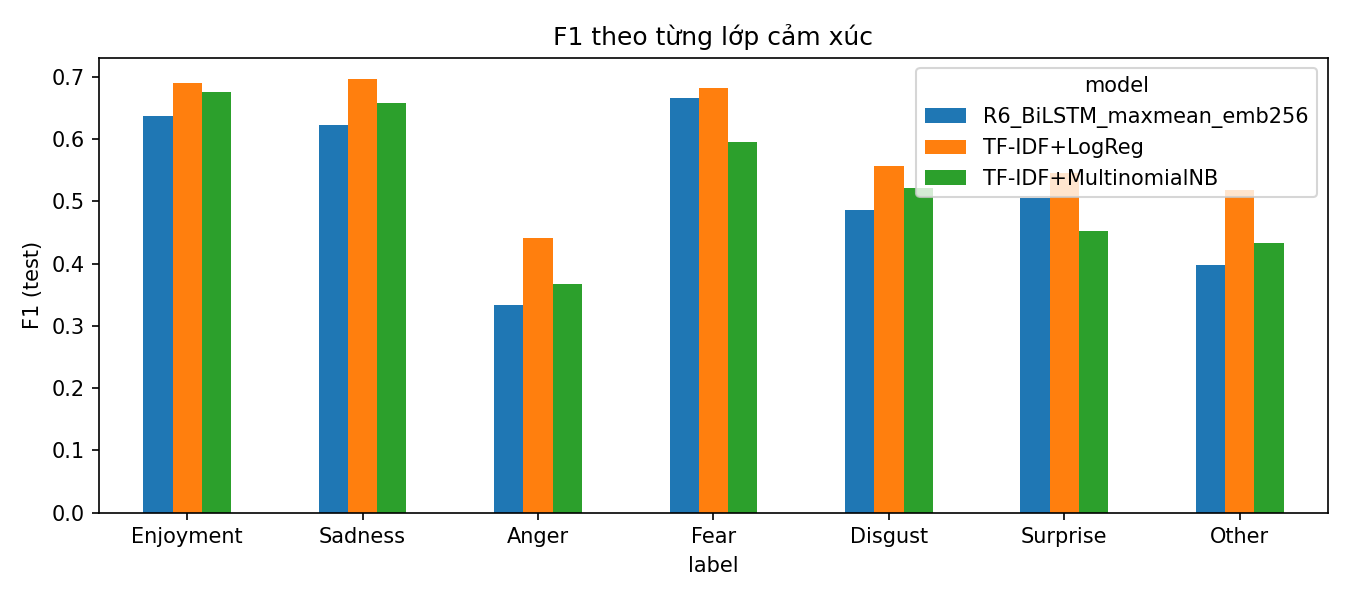 F1 theo từng lớp cảm xúc
model
R6_BiLSTM_maxmean_emb256
TF-IDF+LogReg
TF-IDF+MultinomialNB
F1 (test)
0.7
0.6
0.5
0.4
0.3
0.2
0.1
0.0
Enjoyment Sadness Anger Fear Disgust Surprise Other
label